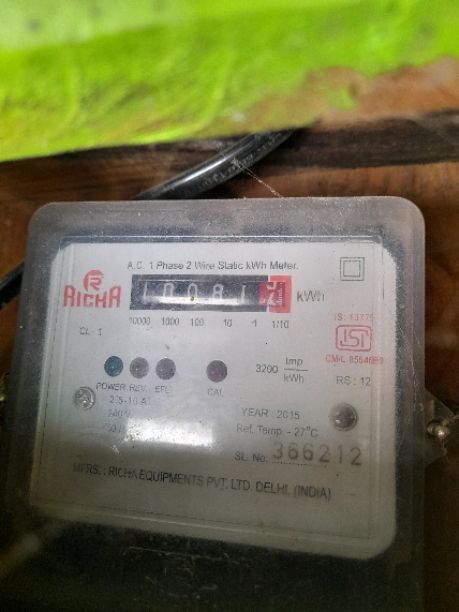 A.C. 1 Phase 2 Wire Static kWh Meter.
R
RICHA
kWh
10000 1000 100 10 1 1/10
IS: 13779
CL - 1
ISI
3200 Imp
kWh
POWER REV. CAL
RS : 12
240 V
YEAR : 2015
Ref. Temp. - 27°C
SL. No. 366212
MFRS. : RICHA EQUIPMENTS PVT. LTD. DELHI, (INDIA)